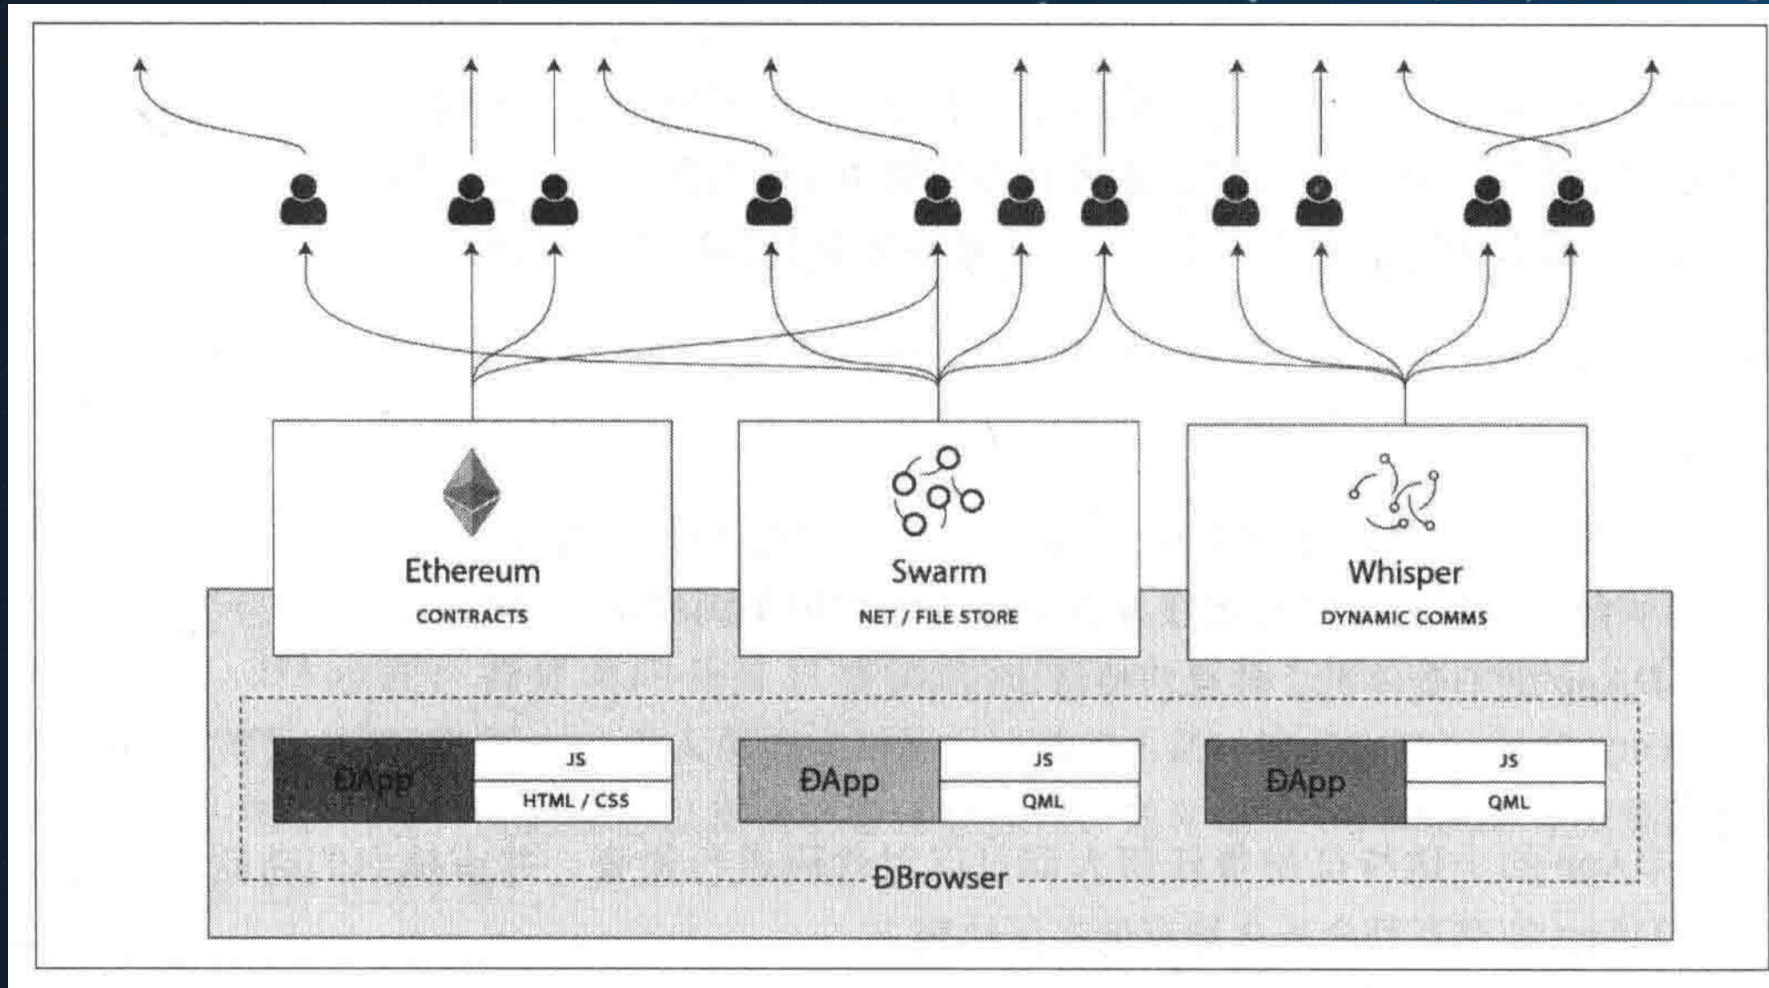 Ethereum
CONTRACTS
Swarm
NET / FILE STORE
Whisper
DYNAMIC COMMS
ĐApp
JS
HTML / CSS
ĐApp
JS
QML
ĐApp
JS
QML
ĐBrowser